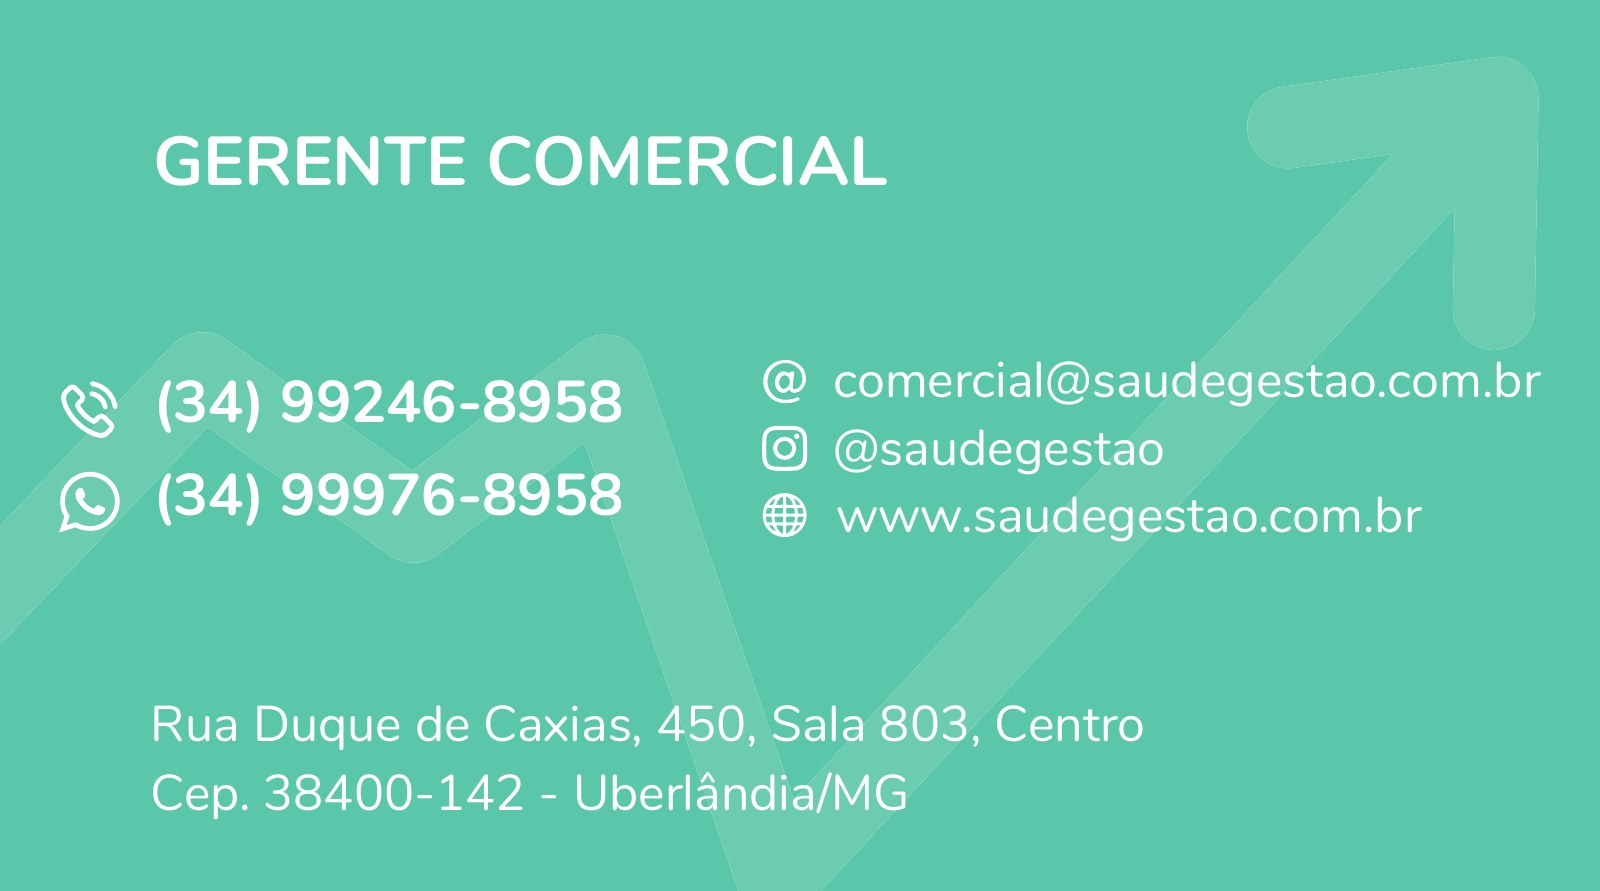 GERENTE COMERCIAL
(34) 99246-8958
(34) 99976-8958
comercial@saudegestao.com.br
@saudegestao
www.saudegestao.com.br
Rua Duque de Caxias, 450, Sala 803, Centro
Cep. 38400-142 - Uberlândia/MG